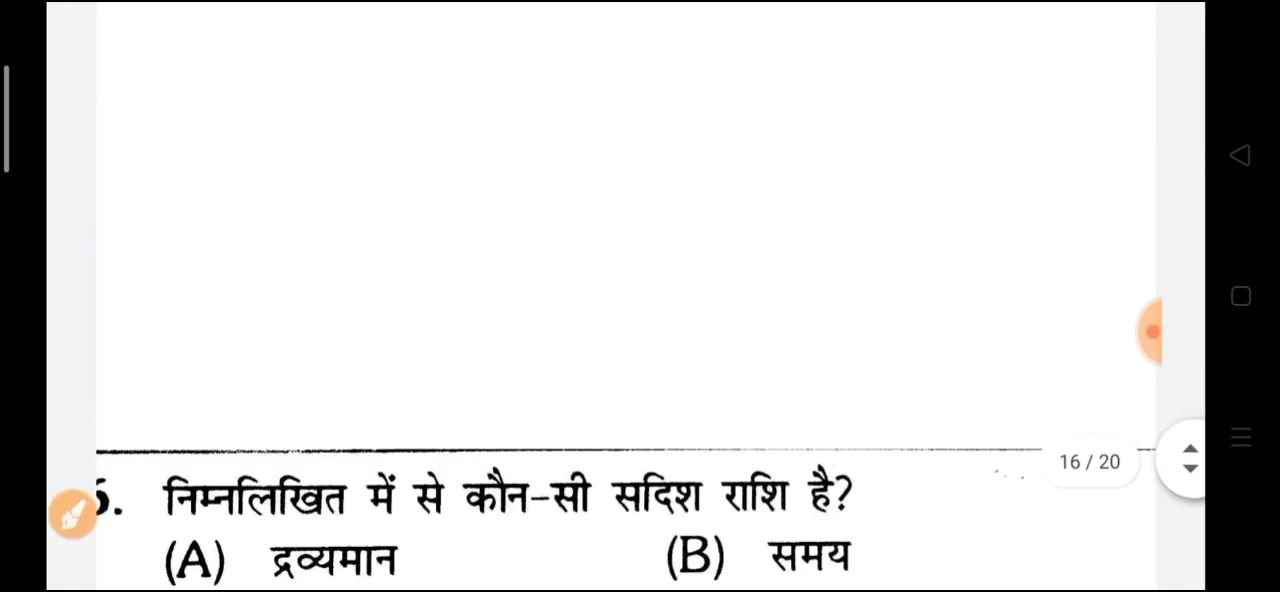 16 / 20
निम्नलिखित में से कौन-सी सदिश राशि है?
(A) द्रव्यमान (B) समय